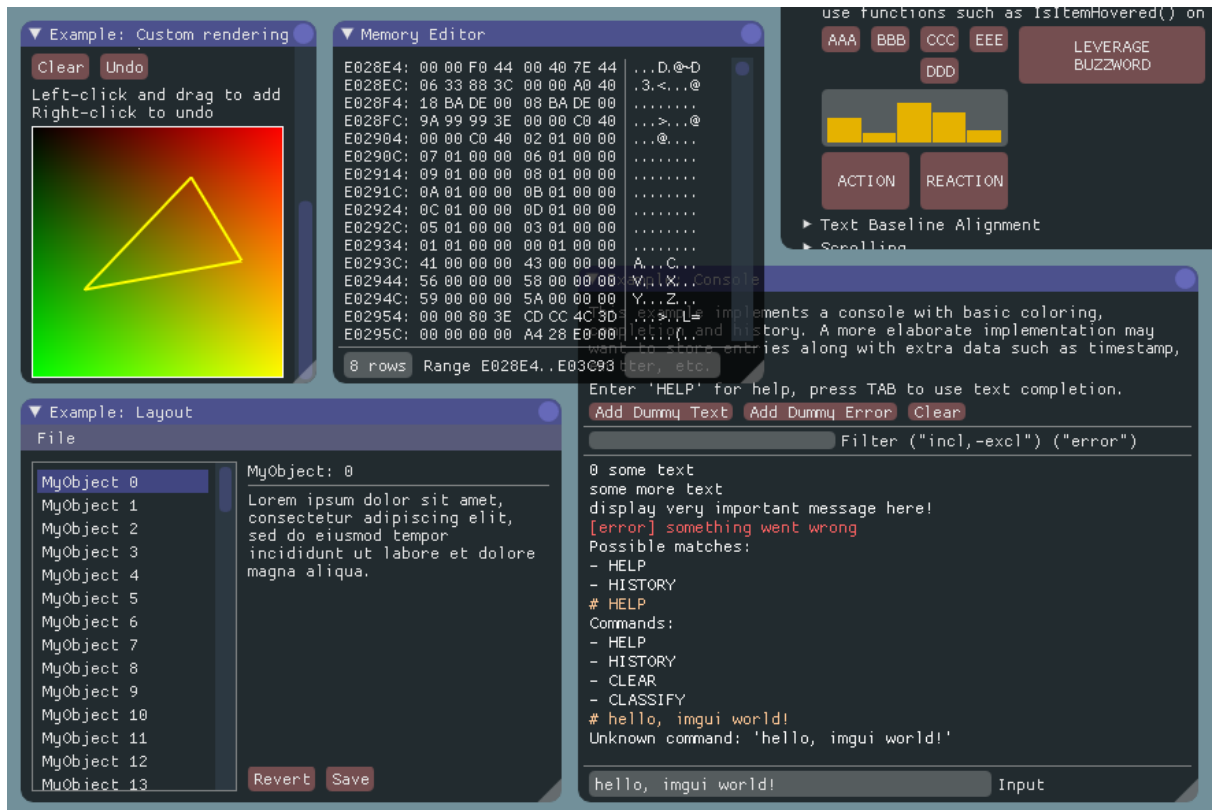 Example: Custom rendering
Clear Undo
Left-click and drag to add
Right-click to undo
Memory Editor
E028E4: 00 00 F0 44 00 40 7E 44 ...D.@~D
E028EC: 06 33 88 3C 00 00 A0 40 .3.<...@
E028F4: 18 BA DE 00 08 BA DE 00 ........
E028FC: 9A 99 99 3E 00 00 C0 40 ...>...@
E02904: 00 00 C0 40 02 01 00 00 ...@....
E0290C: 07 01 00 00 06 01 00 00 ........
E02914: 09 01 00 00 08 01 00 00 ........
E0291C: 0A 01 00 00 0B 01 00 00 ........
E02924: 0C 01 00 00 0D 01 00 00 ........
E0292C: 05 01 00 00 03 01 00 00 ........
E02934: 01 01 00 00 00 01 00 00 ........
E0293C: 41 00 00 00 43 00 00 00 A...C...
E02944: 56 00 00 00 58 00 00 00 V...X...
E0294C: 59 00 00 00 5A 00 00 00 Y...Z...
E02954: 00 00 80 3E CD CC 4C 3D ...>..L=
E0295C: 00 00 00 00 A4 28 E0 00 .....(..
8 rows Range E028E4..E03C93
use functions such as IsItemHovered() on
AAA BBB CCC EEE
DDD
LEVERAGE
BUZZWORD
ACTION REACTION
Text Baseline Alignment
Scrolling
Example: Layout
File
MyObject 0
MyObject 1
MyObject 2
MyObject 3
MyObject 4
MyObject 5
MyObject 6
MyObject 7
MyObject 8
MyObject 9
MyObject 10
MyObject 11
MyObject 12
MyObject 13
MyObject: 0
Lorem ipsum dolor sit amet,
consectetur adipiscing elit,
sed do eiusmod tempor
incididunt ut labore et dolore
magna aliqua.
Revert Save
Example: Console
This example implements a console with basic coloring,
completion and history. A more elaborate implementation may
want to store entries along with extra data such as timestamp,
etc.
Enter 'HELP' for help, press TAB to use text completion.
Add Dummy Text Add Dummy Error Clear
Filter ("incl,-excl") ("error")
0 some text
some more text
display very important message here!
[error] something went wrong
Possible matches:
- HELP
- HISTORY
# HELP
Commands:
- HELP
- HISTORY
- CLEAR
- CLASSIFY
# hello, imgui world!
Unknown command: 'hello, imgui world!'
hello, imgui world! Input